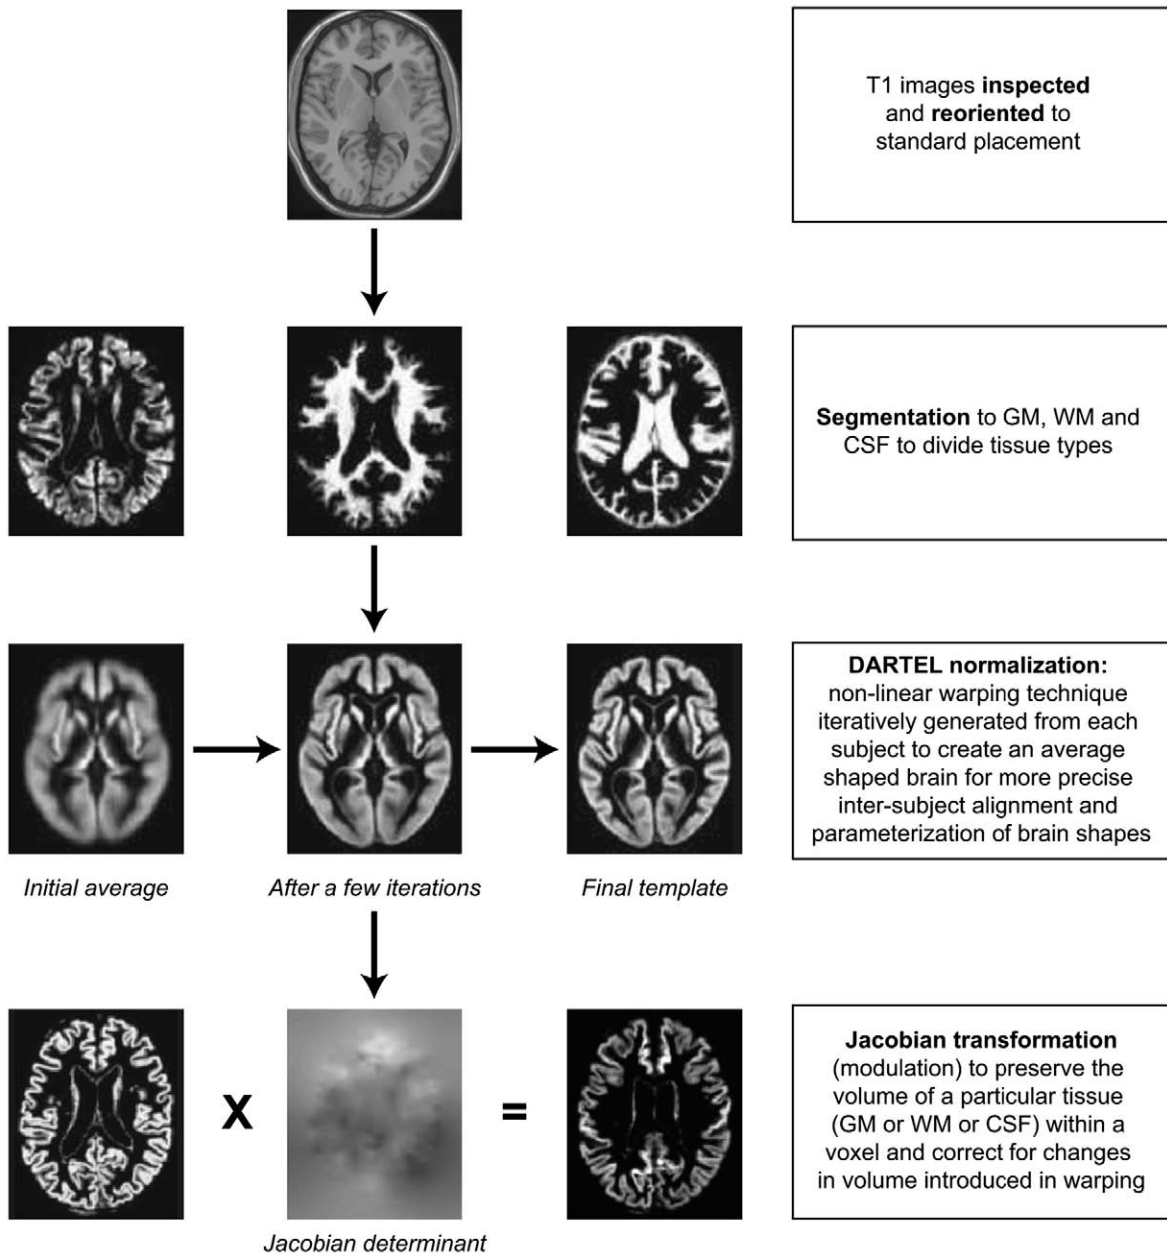 T1 images inspected
and reoriented to
standard placement
Segmentation to GM, WM and
CSF to divide tissue types
DARTEL normalization:
non-linear warping technique
iteratively generated from each
subject to create an average
shaped brain for more precise
inter-subject alignment and
parameterization of brain shapes
Initial average
After a few iterations
Final template
X
=
Jacobian transformation
(modulation) to preserve the
volume of a particular tissue
(GM or WM or CSF) within a
voxel and correct for changes
in volume introduced in warping
Jacobian determinant